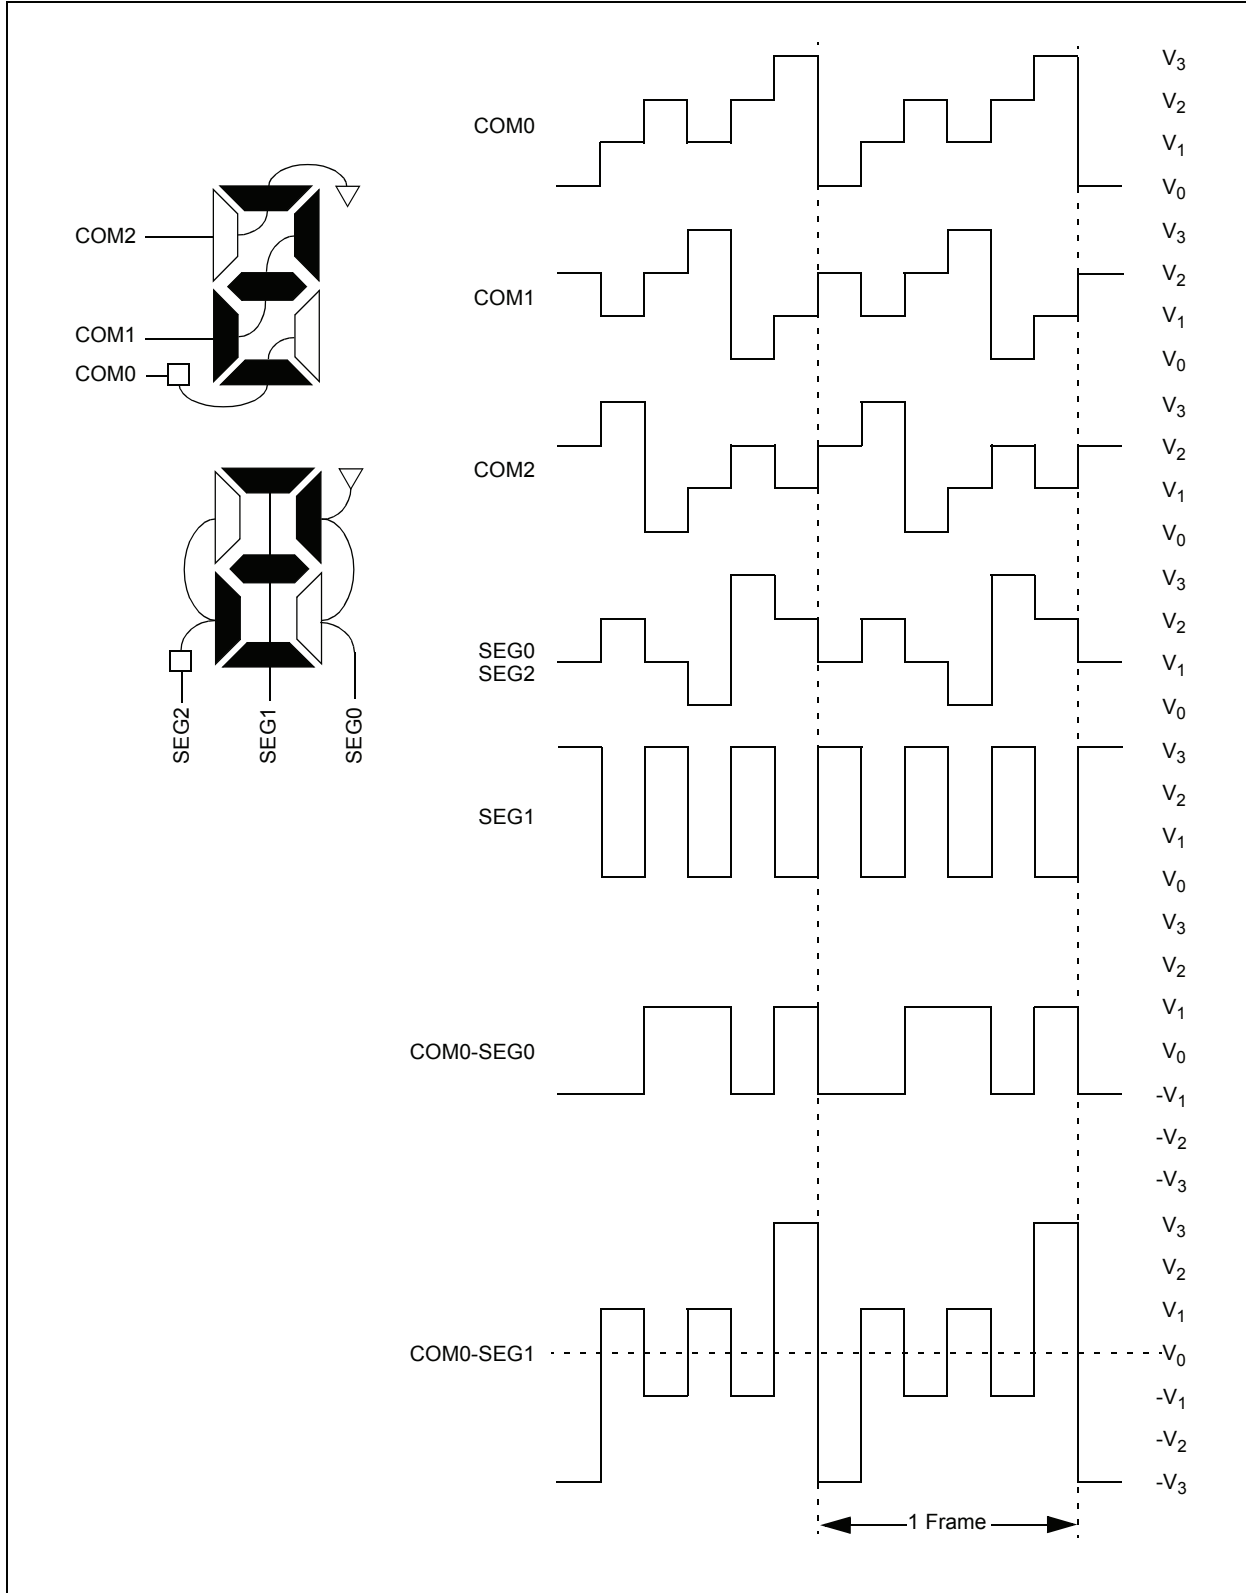 COM2
COM1
COM0
SEG2
SEG1
SEG0
COM0
V3
V2
V1
V0
COM1
V3
V2
V1
V0
COM2
V3
V2
V1
V0
SEG0
SEG2
V3
V2
V1
V0
SEG1
V3
V2
V1
V0
COM0-SEG0
V3
V2
V1
V0
-V1
-V2
-V3
COM0-SEG1
V3
V2
V1
V0
-V1
-V2
-V3
1 Frame